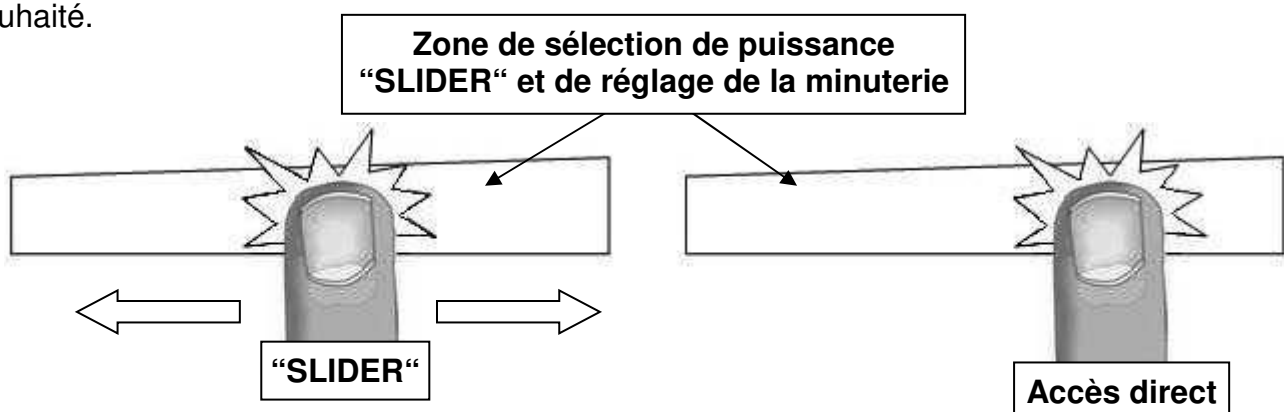 uhaité.
Zone de sélection de puissance
“SLIDER“ et de réglage de la minuterie
“SLIDER“
Accès direct